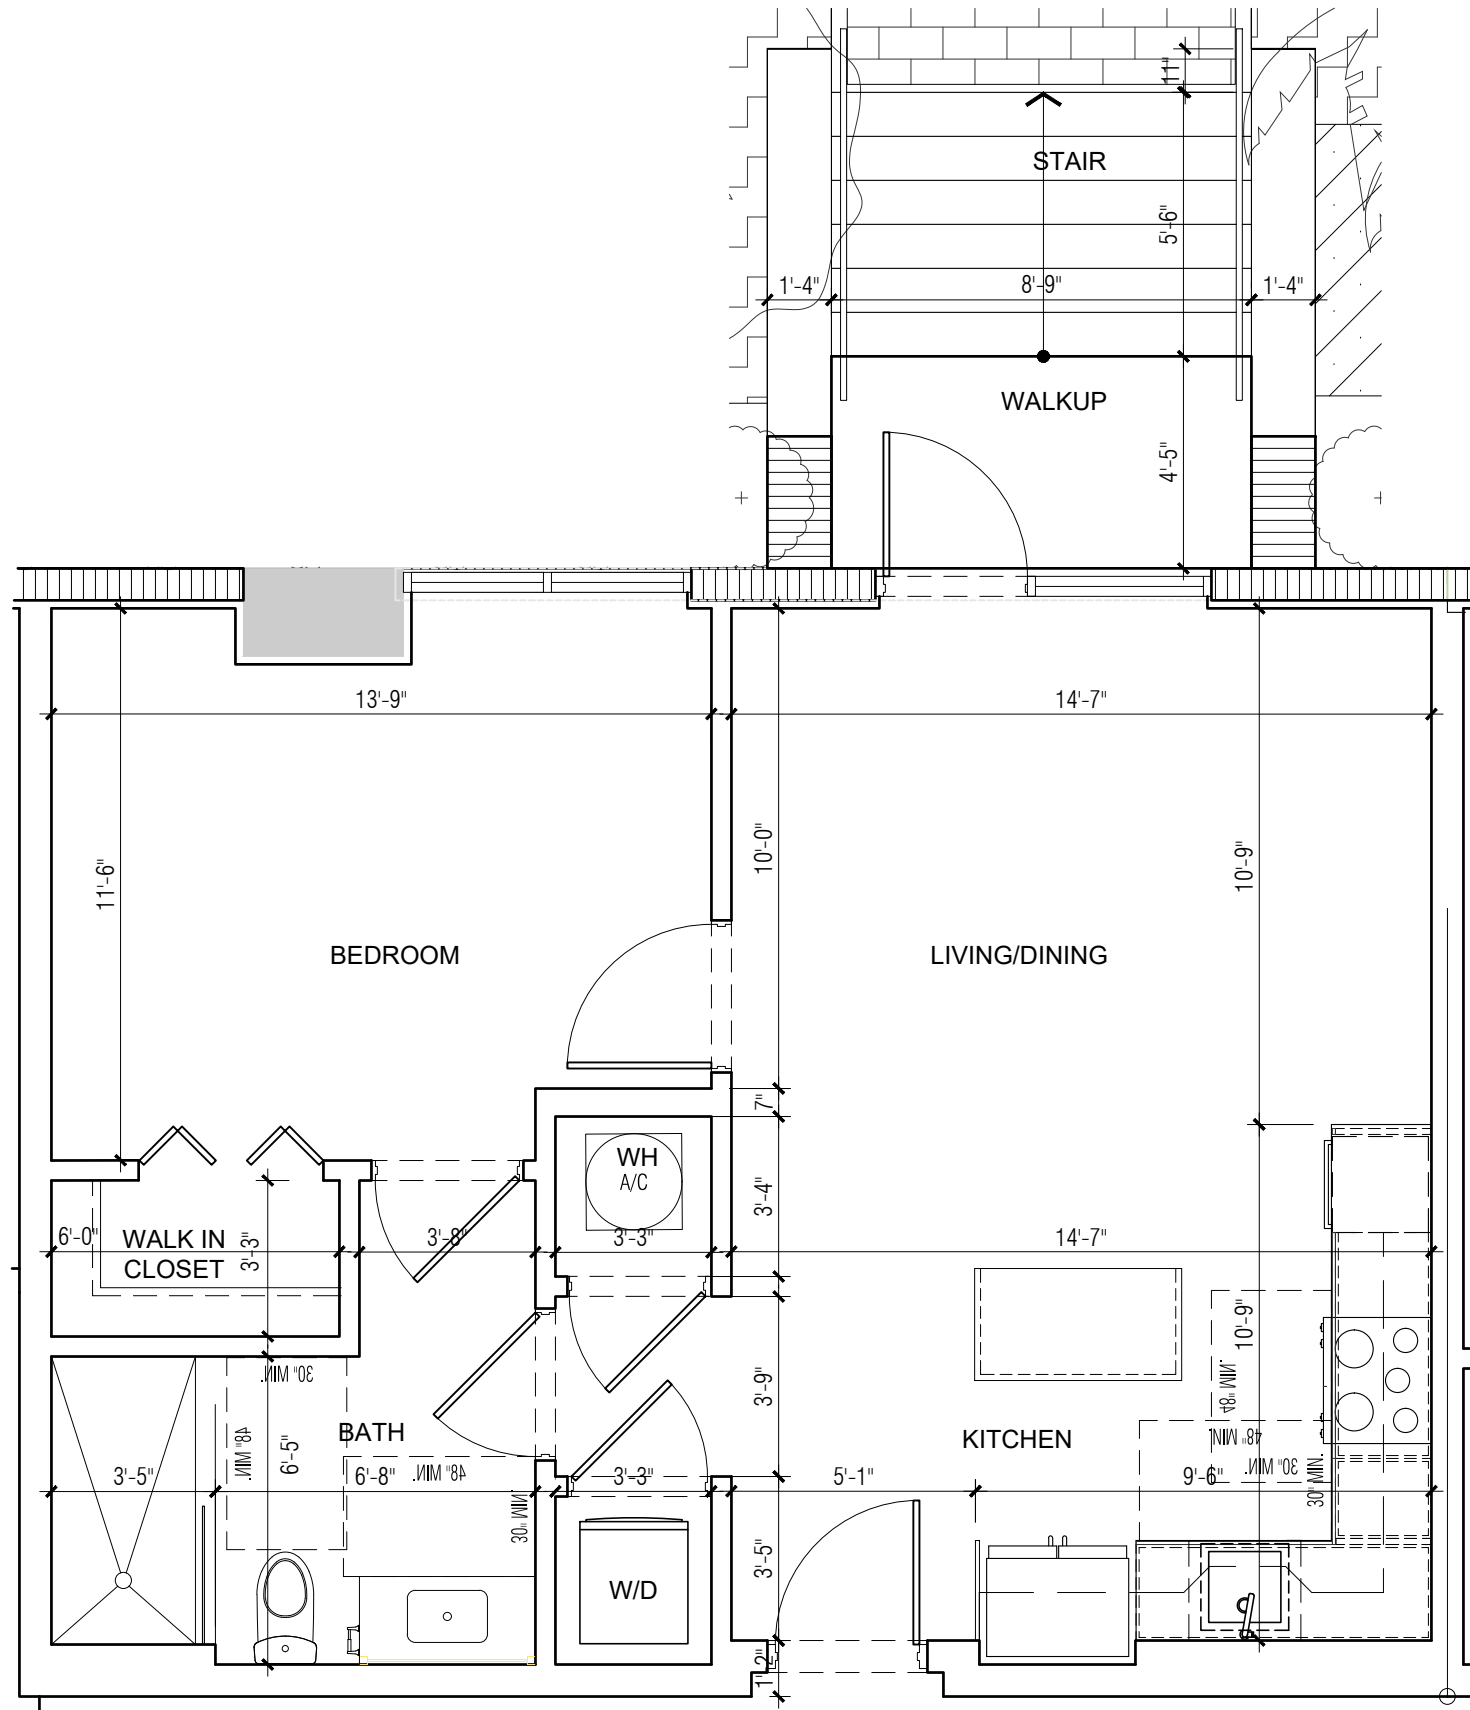 11"
STAIR
5'-6"
1'-4"
8'-9"
1'-4"
WALKUP
4'-5"
13'-9"
14'-7"
10'-0"
10'-9"
11'-6"
BEDROOM
LIVING/DINING
7"
WH
A/C
3'-4"
6'-0"
WALK IN
CLOSET
3'-3"
3'-8"
3'-3"
14'-7"
10'-9"
30" MIN.
48" MIN.
3'-9"
BATH
KITCHEN
48" MIN.
48" MIN.
6'-5"
3'-5"
6'-8"
48" MIN.
3'-3"
5'-1"
9'-6"
30" MIN.
30" MIN.
30" MIN.
3'-5"
W/D
1'-2"